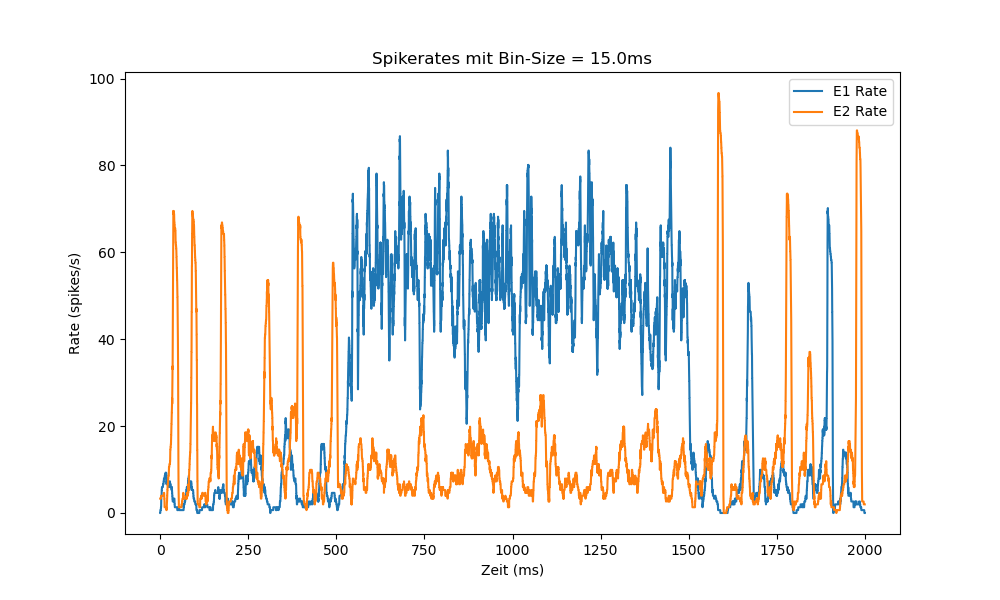 Spikerates mit Bin-Size = 15.0ms
E1 Rate
E2 Rate
Rate (spikes/s)
100
80
60
40
20
0
0 250 500 750 1000 1250 1500 1750 2000
Zeit (ms)